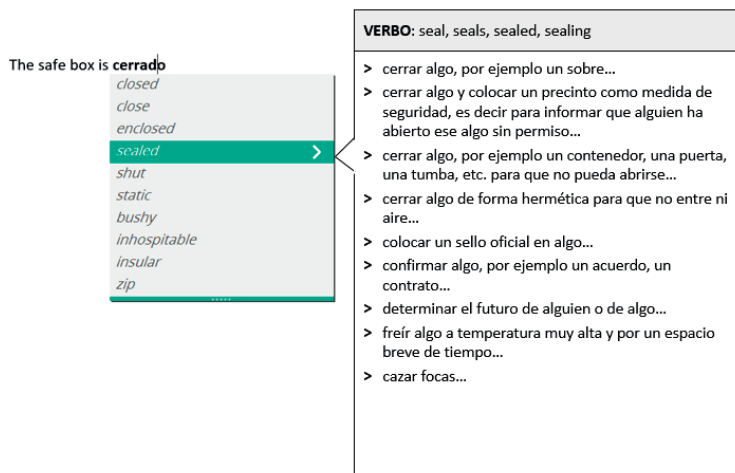 The safe box is cerrado
closed
close
enclosed
sealed
shut
static
bushy
inhospitable
insular
zip
VERBO: seal, seals, sealed, sealing
> cerrar algo, por ejemplo un sobre...
> cerrar algo y colocar un precinto como medida de
seguridad, es decir para informar que alguien ha
abierto ese algo sin permiso...
> cerrar algo, por ejemplo un contenedor, una puerta,
una tumba, etc. para que no pueda abrirse...
> cerrar algo de forma hermética para que no entre ni
aire...
> colocar un sello oficial en algo...
> confirmar algo, por ejemplo un acuerdo, un
contrato...
> determinar el futuro de alguien o de algo...
> freír algo a temperatura muy alta y por un espacio
breve de tiempo...
> cazar focas...